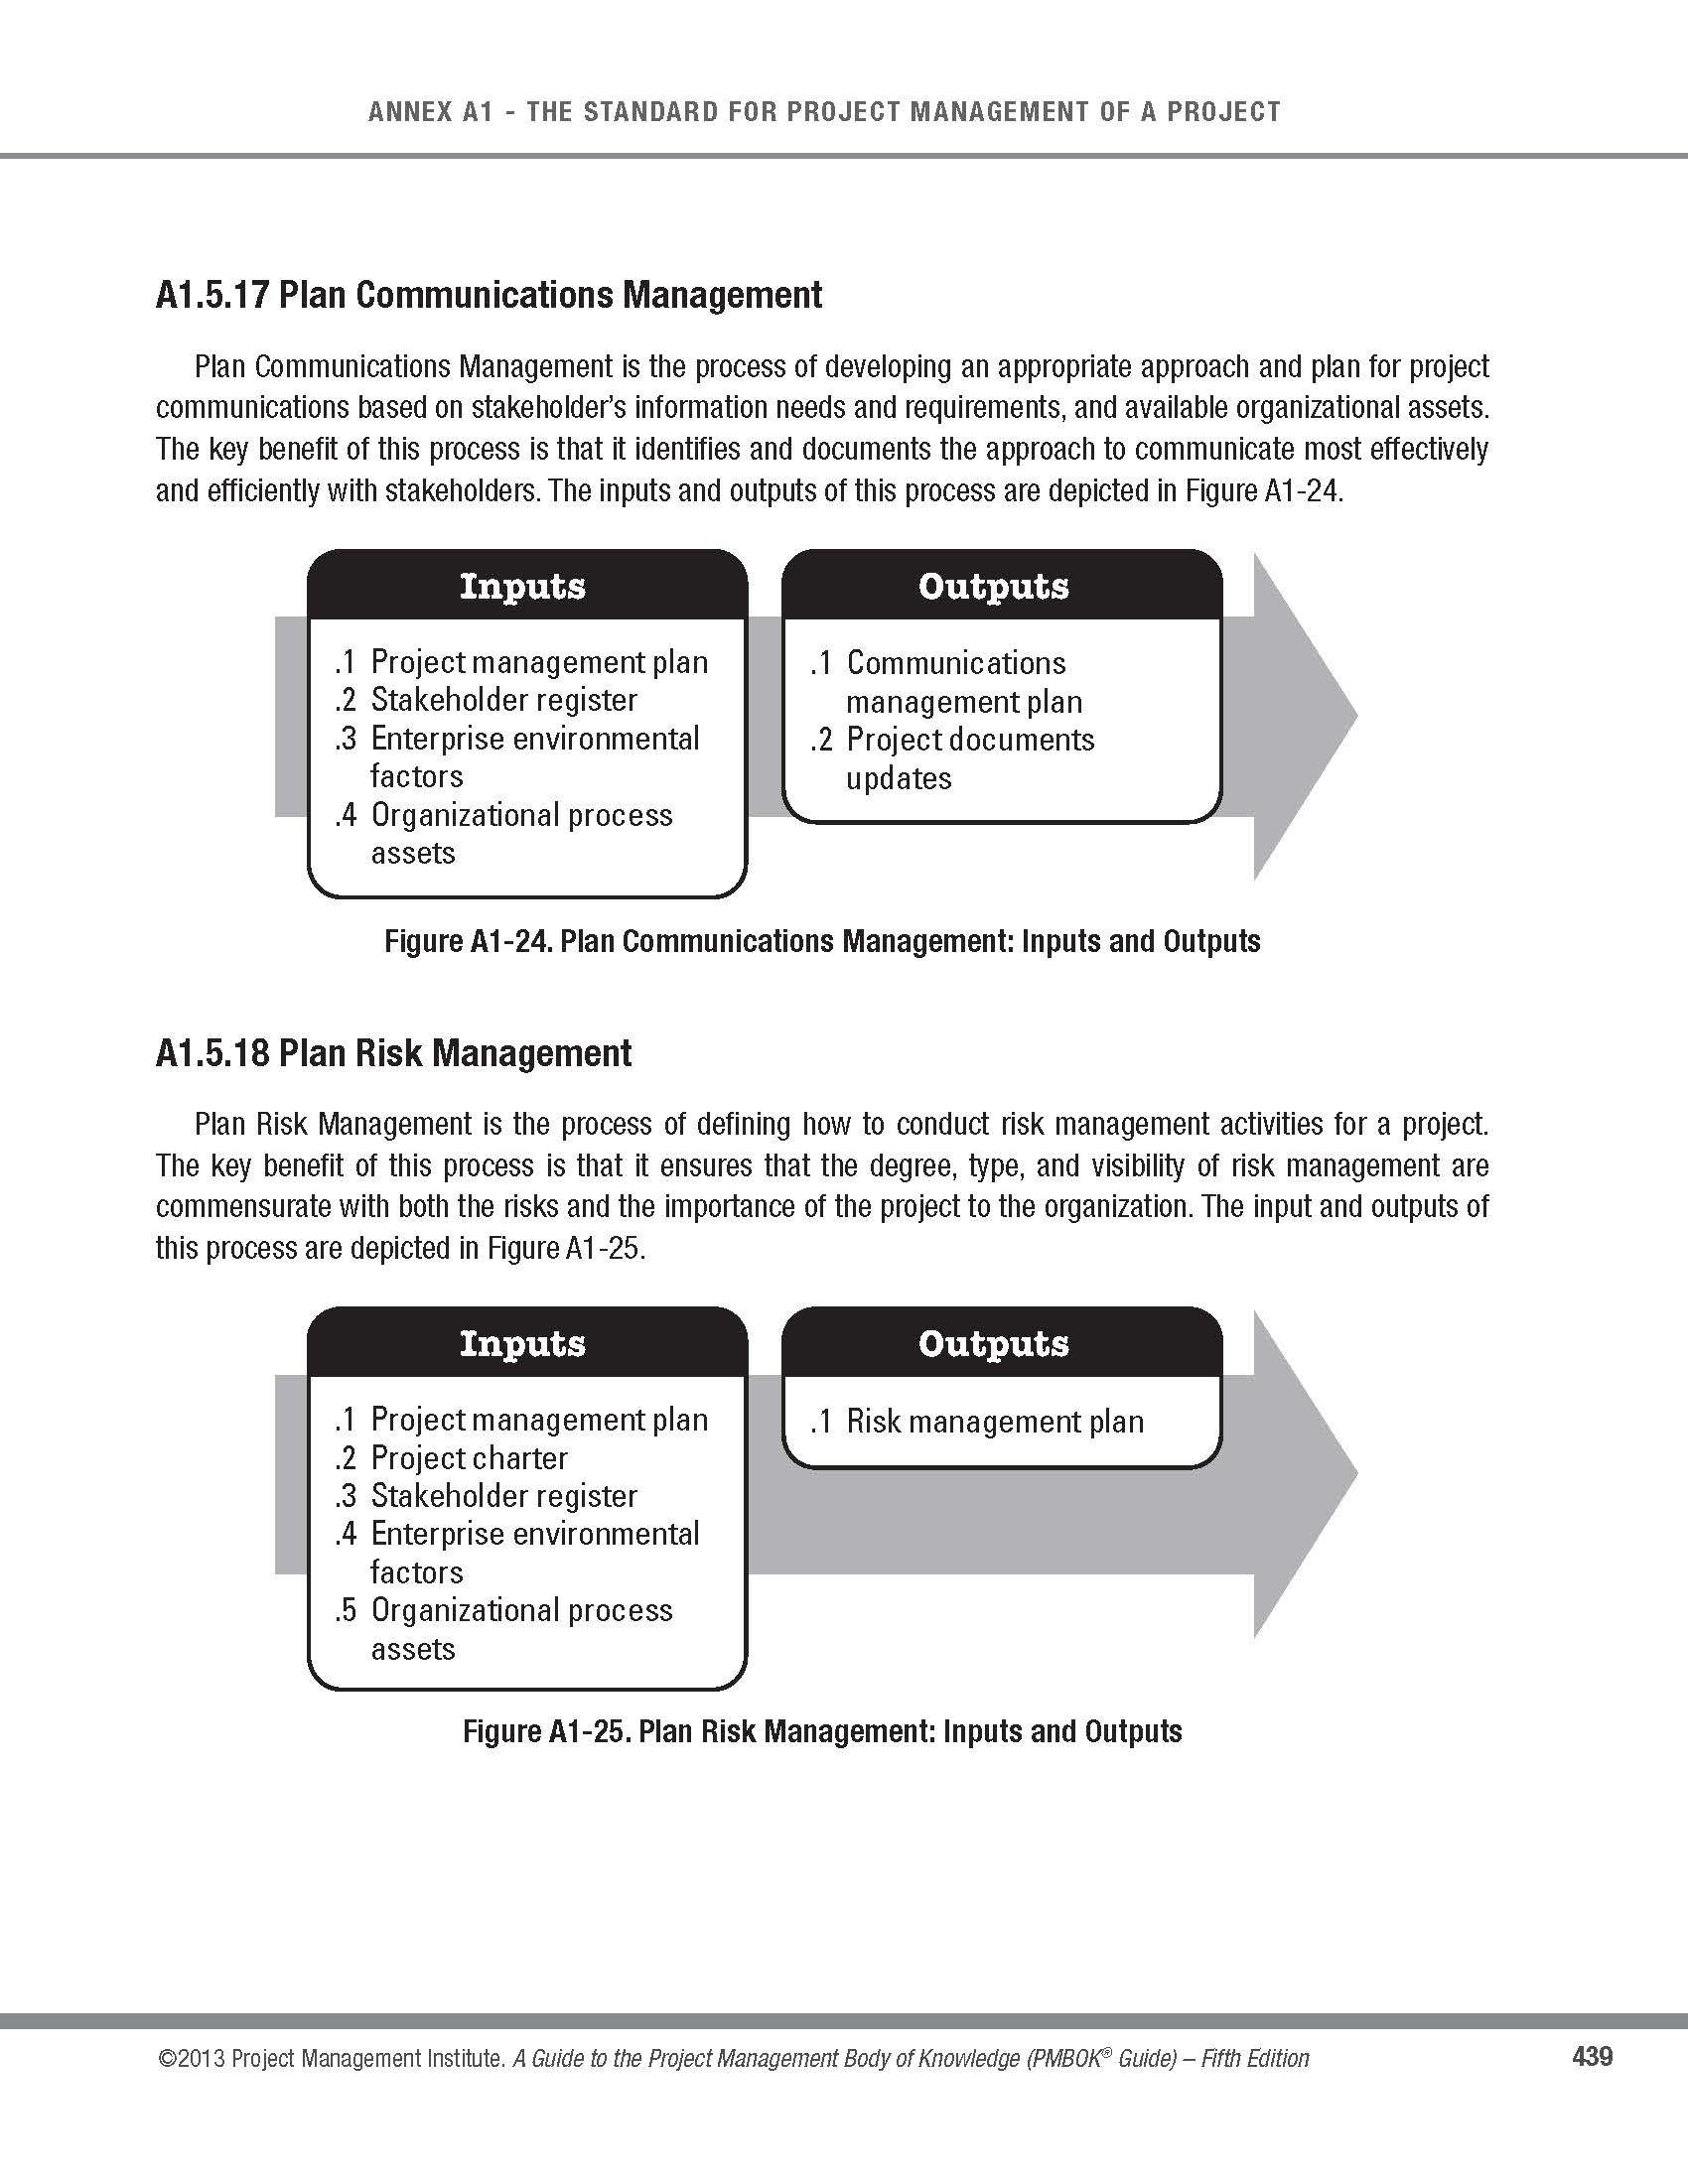 ANNEX A1 - THE STANDARD FOR PROJECT MANAGEMENT OF A PROJECT
A1.5.17 Plan Communications Management
Plan Communications Management is the process of developing an appropriate approach and plan for project
communications based on stakeholder’s information needs and requirements, and available organizational assets.
The key benefit of this process is that it identifies and documents the approach to communicate most effectively
and efficiently with stakeholders. The inputs and outputs of this process are depicted in Figure A1-24.
Inputs
.1 Project management plan
.2 Stakeholder register
.3 Enterprise environmental
factors
.4 Organizational process
assets
Outputs
.1 Communications
management plan
.2 Project documents
updates
Figure A1-24. Plan Communications Management: Inputs and Outputs
A1.5.18 Plan Risk Management
Plan Risk Management is the process of defining how to conduct risk management activities for a project.
The key benefit of this process is that it ensures that the degree, type, and visibility of risk management are
commensurate with both the risks and the importance of the project to the organization. The input and outputs of
this process are depicted in Figure A1-25.
Inputs
.1 Project management plan
.2 Project charter
.3 Stakeholder register
.4 Enterprise environmental
factors
.5 Organizational process
assets
Outputs
.1 Risk management plan
Figure A1-25. Plan Risk Management: Inputs and Outputs
©2013 Project Management Institute. A Guide to the Project Management Body of Knowledge (PMBOK® Guide) – Fifth Edition
439